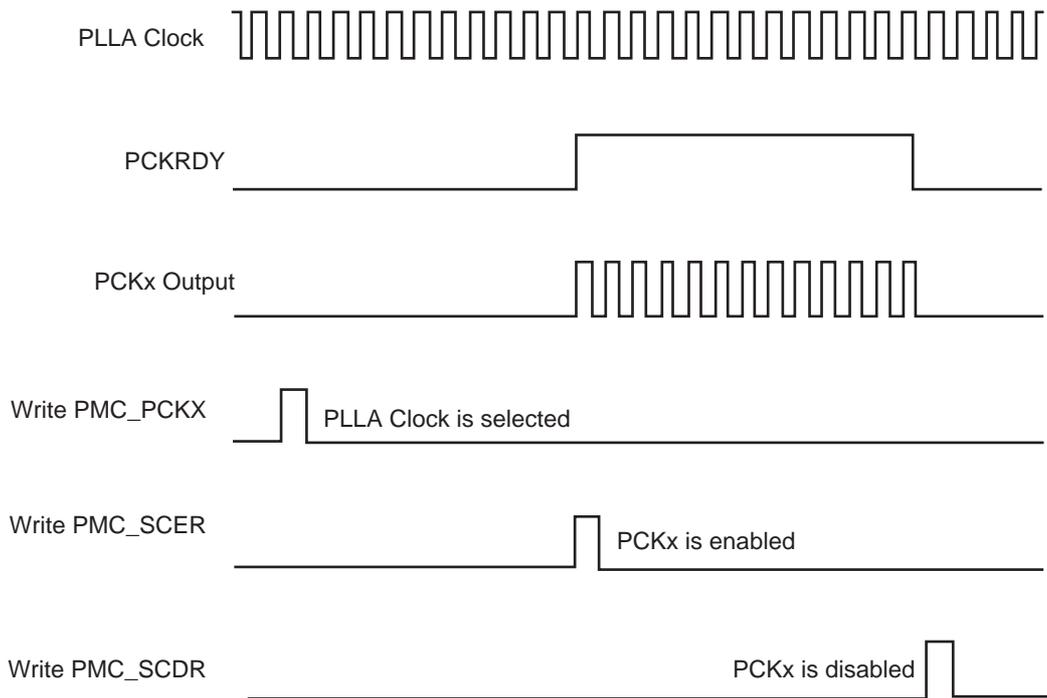 PLLA Clock
PCKRDY
PCKx Output
Write PMC_PCKX
PLLA Clock is selected
Write PMC_SCER
PCKx is enabled
Write PMC_SCDR
PCKx is disabled